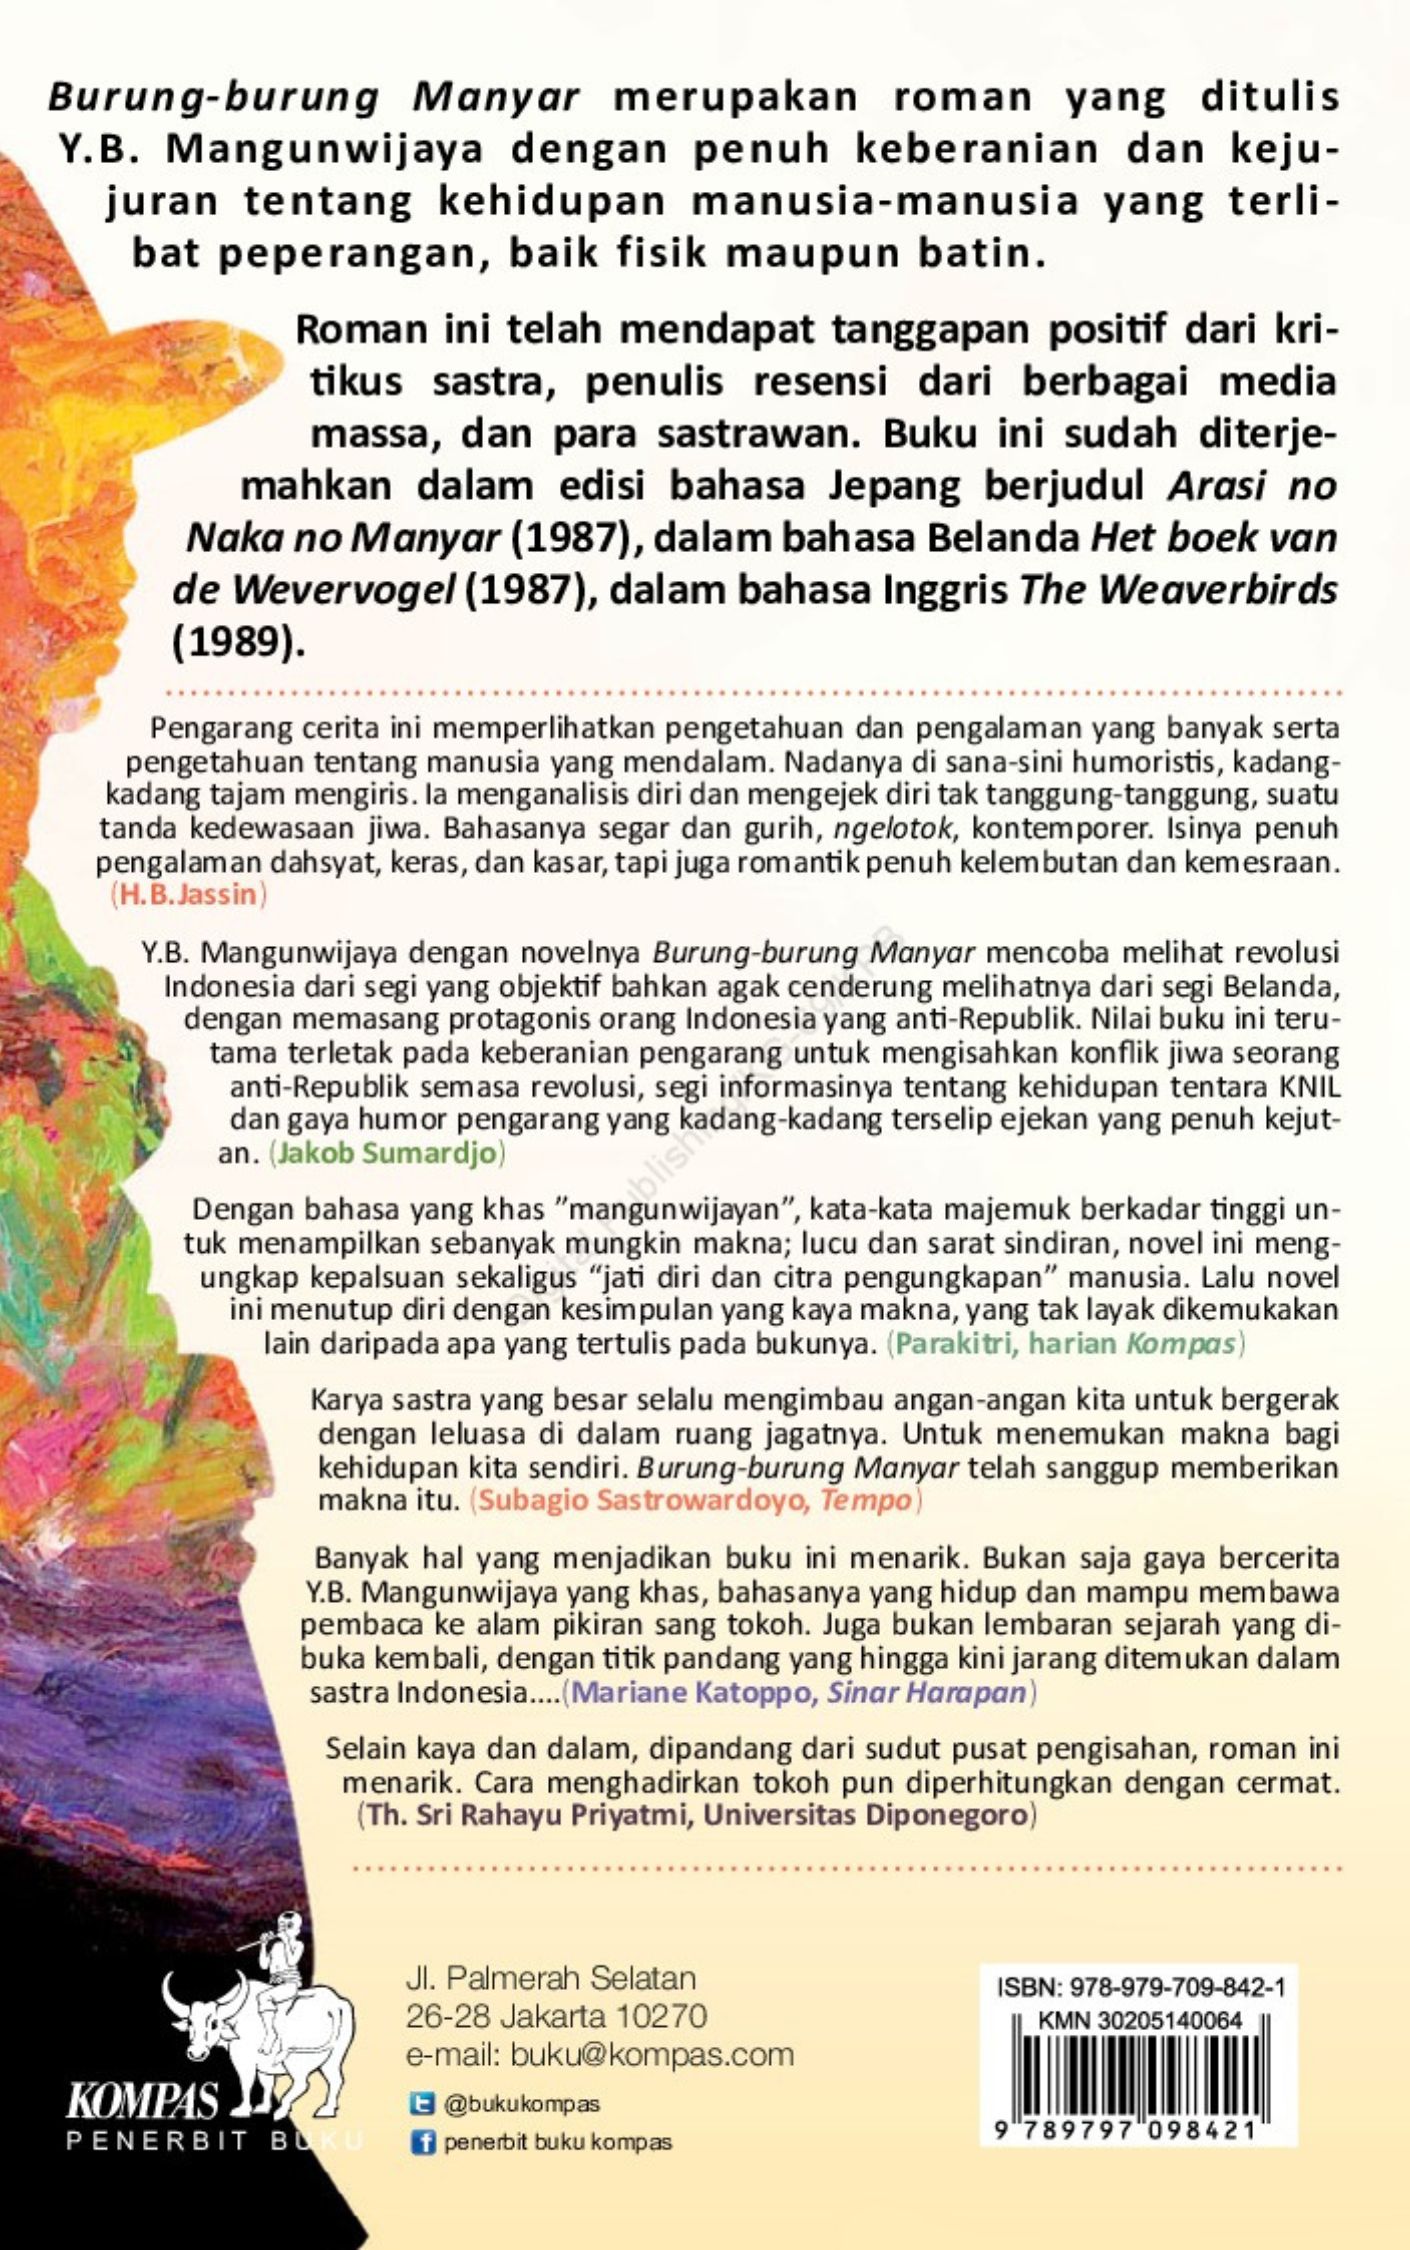 Burung-burung Manyar merupakan roman yang ditulis
Y.B. Mangunwijaya dengan penuh keberanian dan keju-
juran tentang kehidupan manusia-manusia yang terli-
bat peperangan, baik fisik maupun batin.
Roman ini telah mendapat tanggapan positif dari kri-
tikus sastra, penulis resensi dari berbagai media
massa, dan para sastrawan. Buku ini sudah diterje-
mahkan dalam edisi bahasa Jepang berjudul Arasi no
Naka no Manyar (1987), dalam bahasa Belanda Het boek van
de Wevervogel (1987), dalam bahasa Inggris The Weaverbirds
(1989).
Pengarang cerita ini memperlihatkan pengetahuan dan pengalaman yang banyak serta
pengetahuan tentang manusia yang mendalam. Nadanya di sana-sini humoristis, kadang-
kadang tajam mengiris. Ia menganalisis diri dan mengejek diri tak tanggung-tanggung, suatu
tanda kedewasaan jiwa. Bahasanya segar dan gurih, ngelotok, kontemporer. Isinya penuh
pengalaman dahsyat, keras, dan kasar, tapi juga romantik penuh kelembutan dan kemesraan.
(H.B.Jassin)
Y.B. Mangunwijaya dengan novelnya Burung-burung Manyar mencoba melihat revolusi
Indonesia dari segi yang objektif bahkan agak cenderung melihatnya dari segi Belanda,
dengan memasang protagonis orang Indonesia yang anti-Republik. Nilai buku ini teru-
tama terletak pada keberanian pengarang untuk mengisahkan konflik jiwa seorang
anti-Republik semasa revolusi, segi informasinya tentang kehidupan tentara KNIL
dan gaya humor pengarang yang kadang-kadang terselip ejekan yang penuh kejut-
an. (Jakob Sumardjo)
Dengan bahasa yang khas ”mangunwijayan”, kata-kata majemuk berkadar tinggi un-
tuk menampilkan sebanyak mungkin makna; lucu dan sarat sindiran, novel ini meng-
ungkap kepalsuan sekaligus “jati diri dan citra pengungkapan” manusia. Lalu novel
ini menutup diri dengan kesimpulan yang kaya makna, yang tak layak dikemukakan
lain daripada apa yang tertulis pada bukunya. (Parakitri, harian Kompas)
Karya sastra yang besar selalu mengimbau angan-angan kita untuk bergerak
dengan leluasa di dalam ruang jagatnya. Untuk menemukan makna bagi
kehidupan kita sendiri. Burung-burung Manyar telah sanggup memberikan
makna itu. (Subagio Sastrowardoyo, Tempo)
Banyak hal yang menjadikan buku ini menarik. Bukan saja gaya bercerita
Y.B. Mangunwijaya yang khas, bahasanya yang hidup dan mampu membawa
pembaca ke alam pikiran sang tokoh. Juga bukan lembaran sejarah yang di-
buka kembali, dengan titik pandang yang hingga kini jarang ditemukan dalam
sastra Indonesia....(Mariane Katoppo, Sinar Harapan)
Selain kaya dan dalam, dipandang dari sudut pusat pengisahan, roman ini
menarik. Cara menghadirkan tokoh pun diperhitungkan dengan cermat.
(Th. Sri Rahayu Priyatmi, Universitas Diponegoro)
KOMPAS
PENERBIT BUKU
Jl. Palmerah Selatan
26-28 Jakarta 10270
e-mail: buku@kompas.com
@bukukompas
penerbit buku kompas
ISBN: 978-979-709-842-1
KMN 30205140064
9 789797 098421